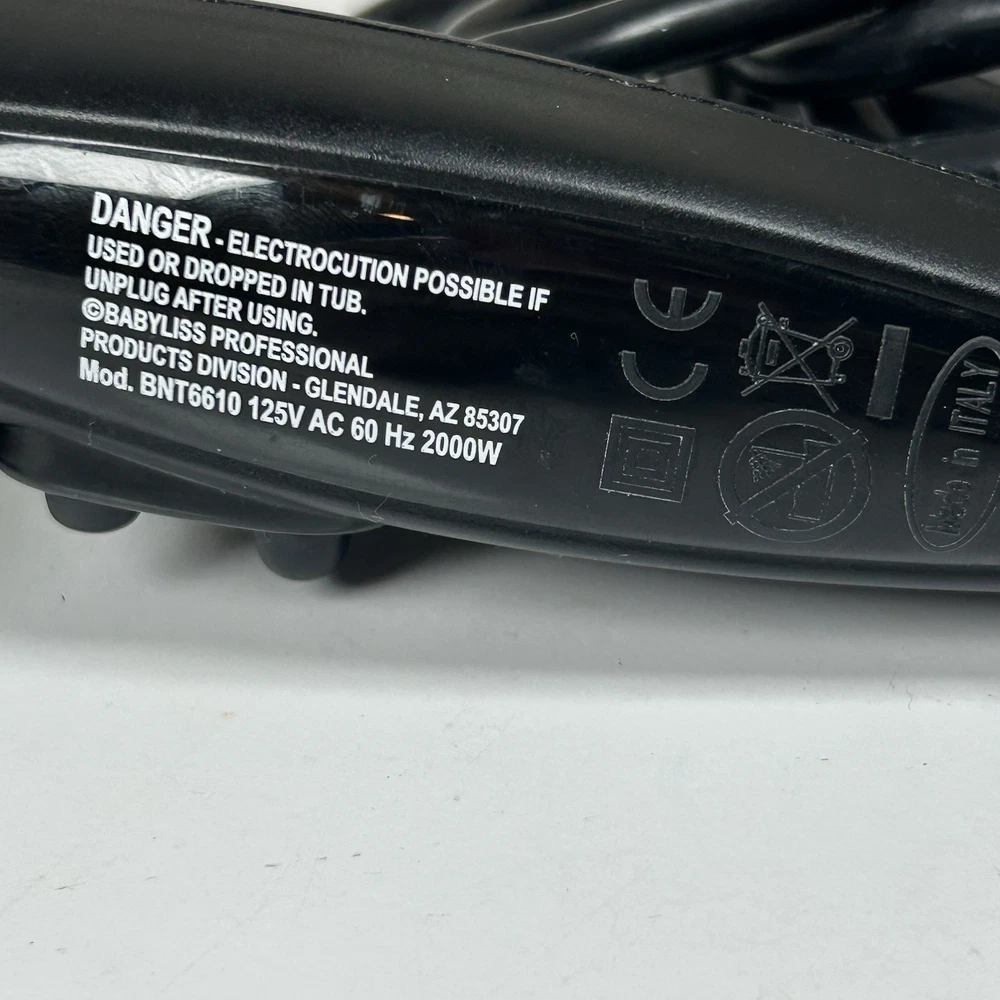 DANGER - ELECTROCUTION POSSIBLE IF
USED OR DROPPED IN TUB.
UNPLUG AFTER USING.
©BABYLISS PROFESSIONAL
PRODUCTS DIVISION - GLENDALE, AZ 85307
Mod. BNT6610 125V AC 60 Hz 2000W
CE
Made in ITALY